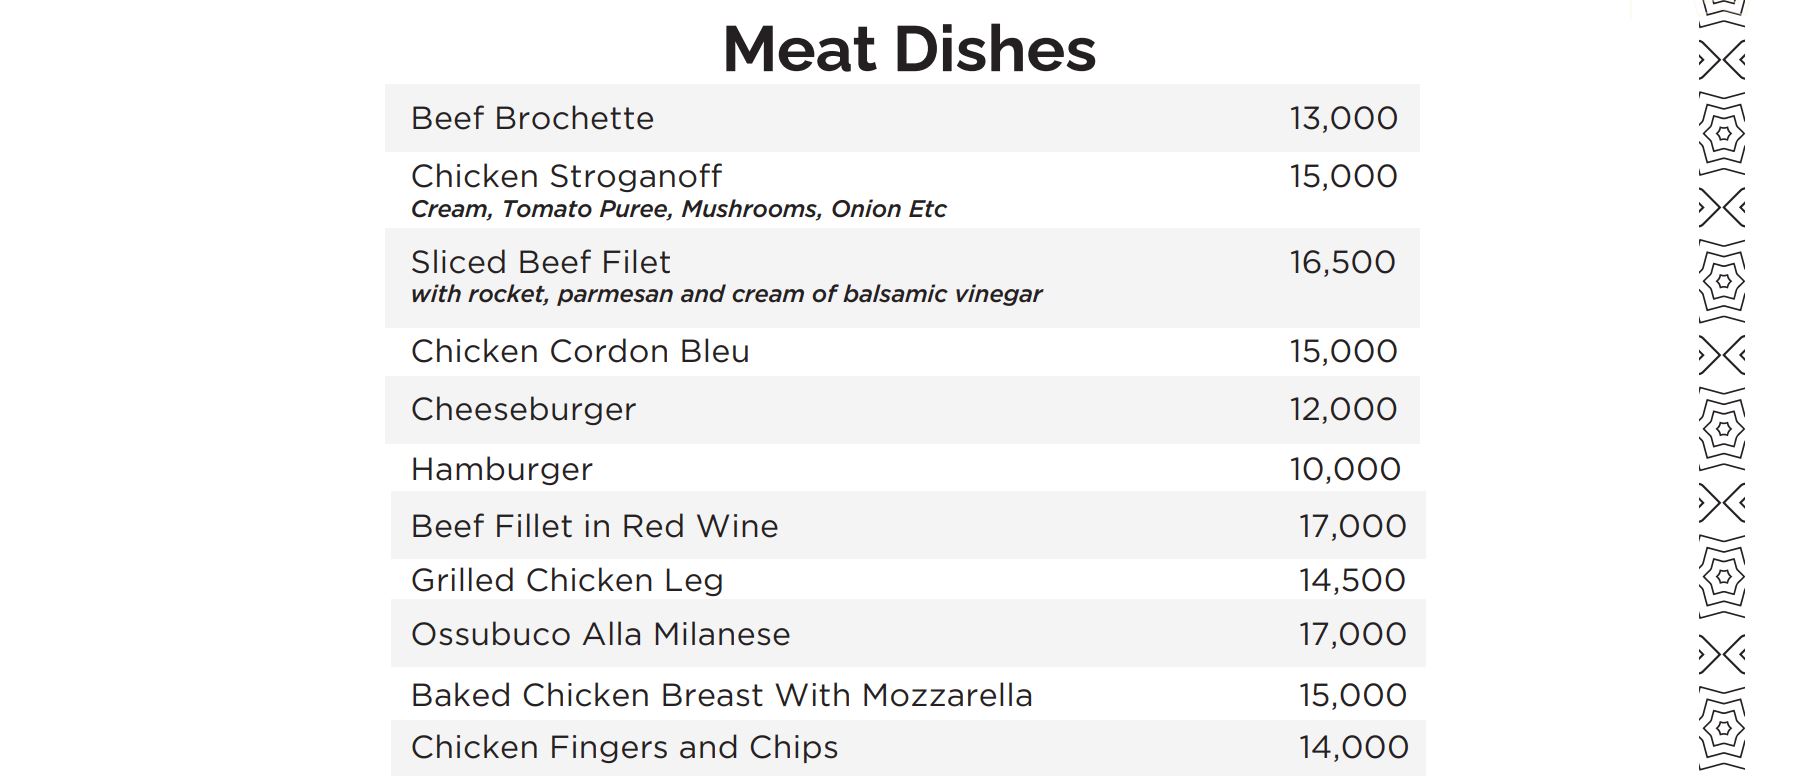 Meat Dishes
Beef Brochette 13,000
Chicken Stroganoff 15,000
Cream, Tomato Puree, Mushrooms, Onion Etc
Sliced Beef Filet 16,500
with rocket, parmesan and cream of balsamic vinegar
Chicken Cordon Bleu 15,000
Cheeseburger 12,000
Hamburger 10,000
Beef Fillet in Red Wine 17,000
Grilled Chicken Leg 14,500
Ossubuco Alla Milanese 17,000
Baked Chicken Breast With Mozzarella 15,000
Chicken Fingers and Chips 14,000